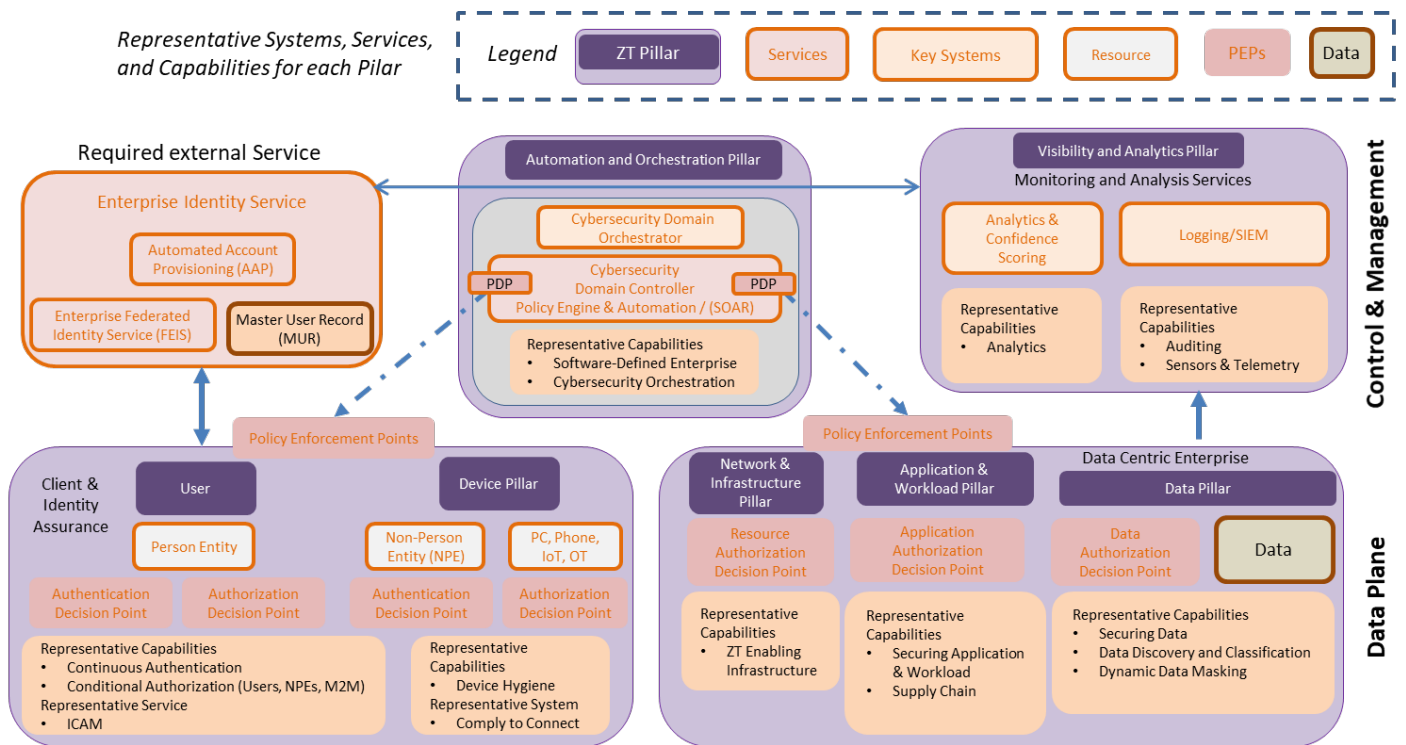 Representative Systems, Services,
and Capabilities for each Pilar
Legend
ZT Pillar
Services
Key Systems
Resource
PEPs
Data
Required external Service
Enterprise Identity Service
Automated Account
Provisioning (AAP)
Enterprise Federated
Identity Service (FEIS)
Master User Record
(MUR)
Automation and Orchestration Pillar
Cybersecurity Domain
Orchestrator
PDP
Cybersecurity
Domain Controller
Policy Engine & Automation / (SOAR)
PDP
Representative Capabilities
• Software-Defined Enterprise
• Cybersecurity Orchestration
Visibility and Analytics Pillar
Monitoring and Analysis Services
Analytics &
Confidence
Scoring
Logging/SIEM
Representative
Capabilities
• Analytics
Representative
Capabilities
• Auditing
• Sensors & Telemetry
Control & Management
Policy Enforcement Points
Client &
Identity
Assurance
User
Device Pillar
Person Entity
Non-Person
Entity (NPE)
PC, Phone,
IoT, OT
Authentication
Decision Point
Authorization
Decision Point
Authentication
Decision Point
Authorization
Decision Point
Representative Capabilities
• Continuous Authentication
• Conditional Authorization (Users, NPEs, M2M)
Representative Service
• ICAM
Representative
Capabilities
• Device Hygiene
Representative System
• Comply to Connect
Policy Enforcement Points
Network &
Infrastructure
Pillar
Application &
Workload Pillar
Data Centric Enterprise
Data Pillar
Resource
Authorization
Decision Point
Application
Authorization
Decision Point
Data
Authorization
Decision Point
Data
Representative
Capabilities
• ZT Enabling
Infrastructure
Representative
Capabilities
• Securing Application
& Workload
• Supply Chain
Representative Capabilities
• Securing Data
• Data Discovery and Classification
• Dynamic Data Masking
Data Plane